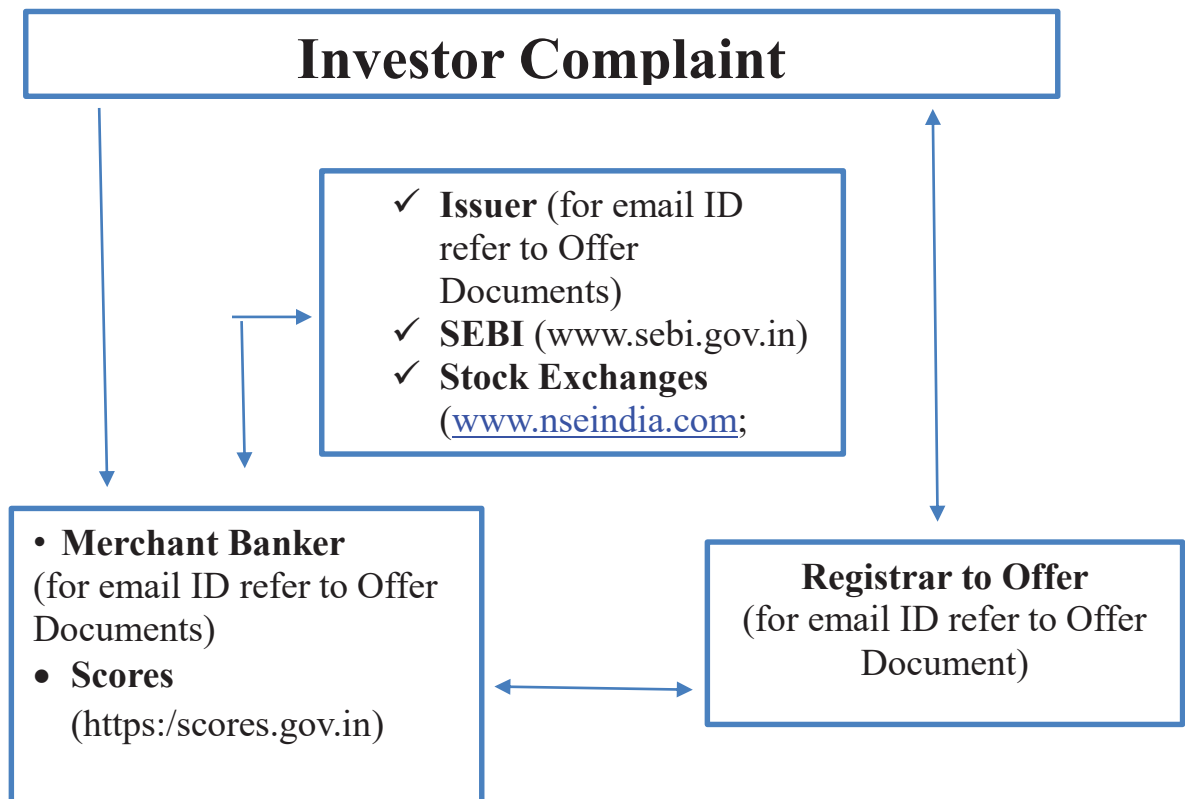 Investor Complaint
✓ Issuer (for email ID
refer to Offer
Documents)
✓ SEBI (www.sebi.gov.in)
✓ Stock Exchanges
(www.nseindia.com;
• Merchant Banker
(for email ID refer to Offer
Documents)
• Scores
(https:/scores.gov.in)
Registrar to Offer
(for email ID refer to Offer
Document)